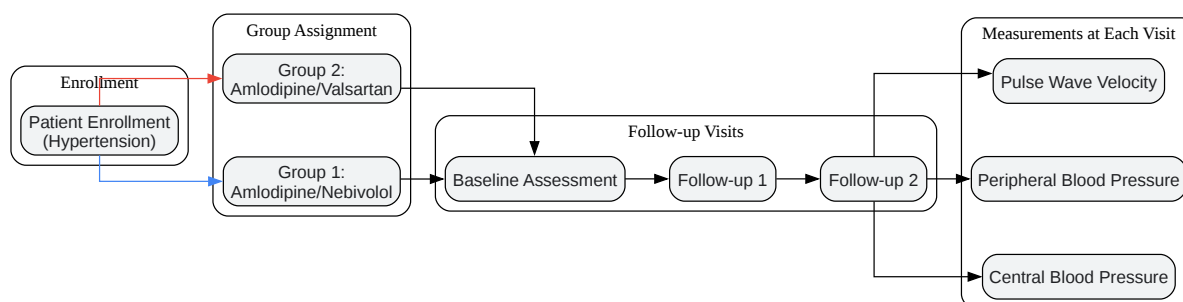 Enrollment
Patient Enrollment
(Hypertension)
Group Assignment
Group 2:
Amlodipine/Valsartan
Group 1:
Amlodipine/Nebivolol
Follow-up Visits
Baseline Assessment
Follow-up 1
Follow-up 2
Measurements at Each Visit
Pulse Wave Velocity
Peripheral Blood Pressure
Central Blood Pressure